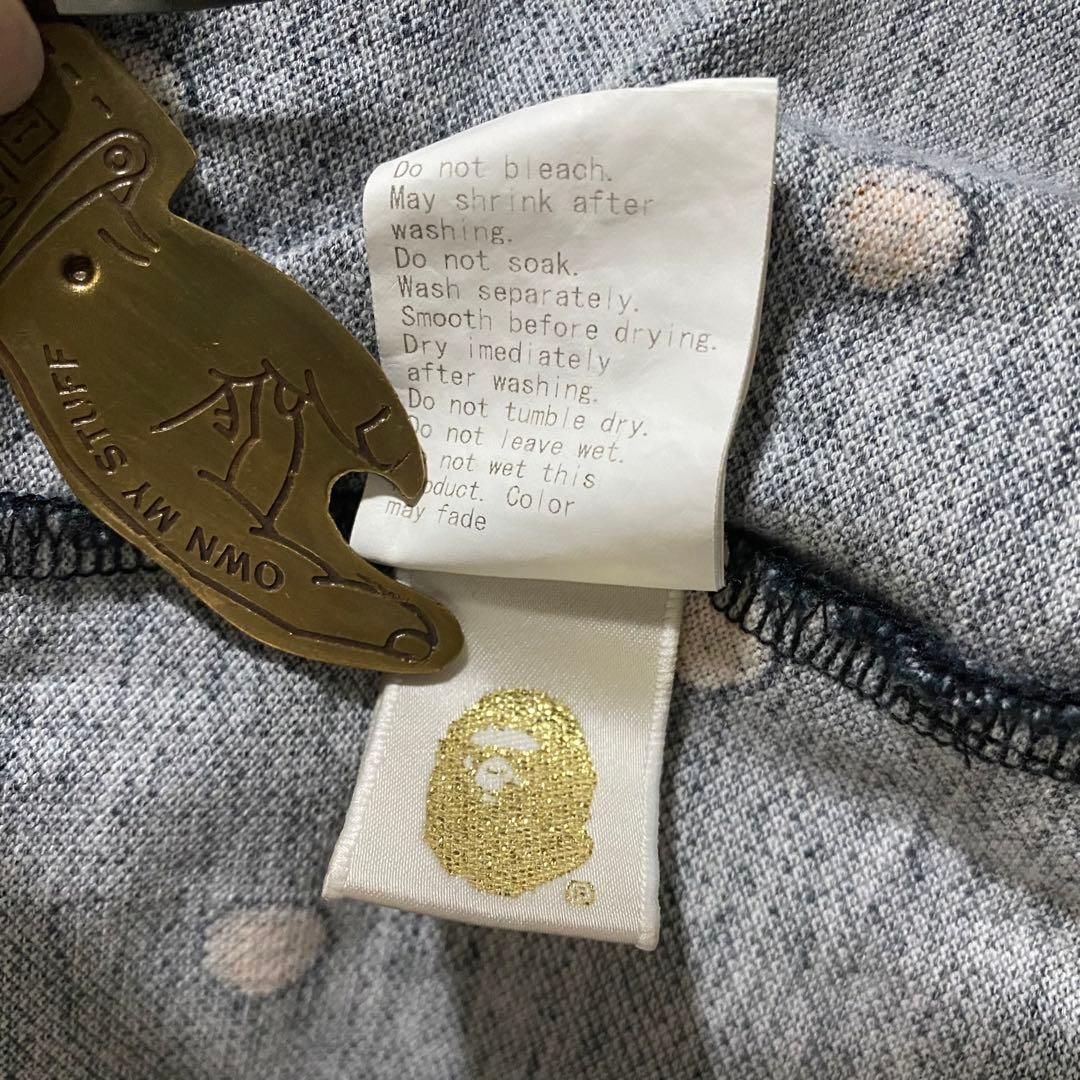 Do not bleach.
May shrink after
washing.
Do not soak.
Wash separately.
Smooth before drying.
Dry imediately
after washing.
Do not tumble dry.
Do not leave wet.
not wet this
oduct. Color
may fade
OWN MY STUFF
®